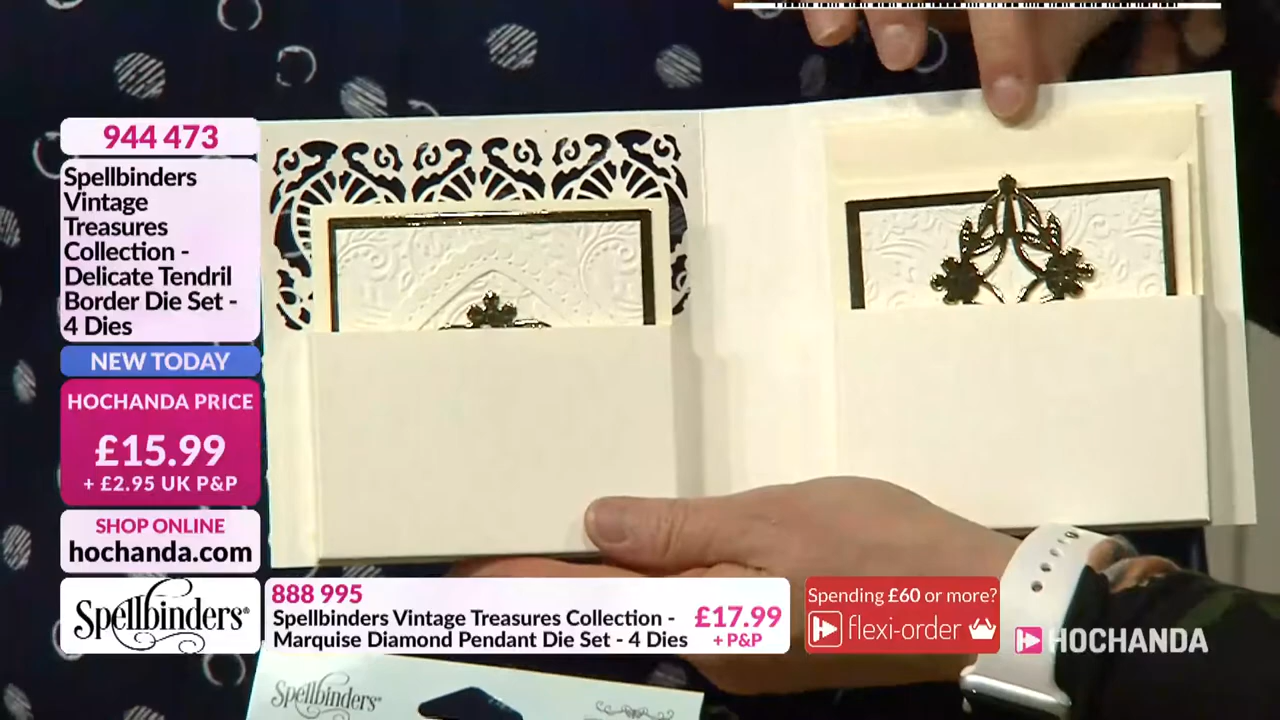 944 473
Spellbinders
Vintage
Treasures
Collection -
Delicate Tendril
Border Die Set -
4 Dies
NEW TODAY
HOCHANDA PRICE
£15.99
+ £2.95 UK P&P
SHOP ONLINE
hochanda.com
Spellbinders®
888 995
Spellbinders Vintage Treasures Collection -
Marquise Diamond Pendant Die Set - 4 Dies
£17.99
+ P&P
Spending £60 or more?
flexi-order
HOCHANDA
Spellbinders®